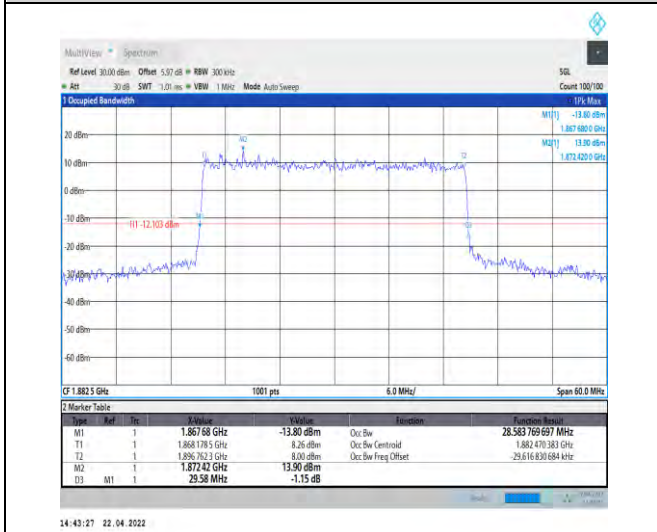 MultiView Spectrum
Ref Level 30.00 dBm Offset 5.97 dB RBW 300 kHz SGL
Att 30 dB SWT 1.01 ms VBW 1 MHz Mode Auto Sweep Count 100/100
1 Occupied Bandwidth 1Pk Max
M1[1] -13.80 dBm
1.867 680 0 GHz
M2[1] 13.90 dBm
1.872 420 0 GHz
20 dBm
M2
T1 T2
10 dBm
0 dBm
-10 dBm
M1
H1 -12.103 dBm
D3
-20 dBm
-30 dBm
-40 dBm
-50 dBm
-60 dBm
CF 1.882 5 GHz 1001 pts 6.0 MHz/ Span 60.0 MHz
2 Marker Table
Type Ref Trc X-Value Y-Value Function Function Result
M1 1 1.867 68 GHz -13.80 dBm Occ Bw 28.583 769 697 MHz
T1 1 1.868 178 5 GHz 8.26 dBm Occ Bw Centroid 1.882 470 383 GHz
T2 1 1.896 762 3 GHz 8.00 dBm Occ Bw Freq Offset -29.616 830 684 kHz
M2 1 1.872 42 GHz 13.90 dBm
D3 M1 1 29.58 MHz -1.15 dB
14:43:27 22.04.2022